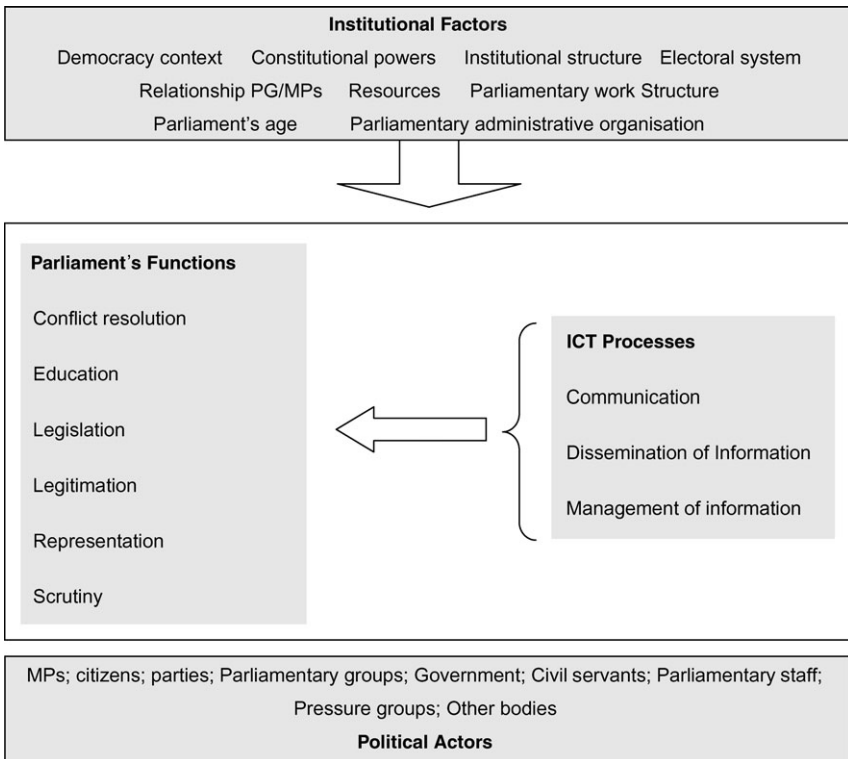 Institutional Factors
Democracy context Constitutional powers Institutional structure Electoral system
Relationship PG/MPs Resources Parliamentary work Structure
Parliament's age Parliamentary administrative organisation
Parliament's Functions
Conflict resolution
Education
Legislation
Legitimation
Representation
Scrutiny
ICT Processes
Communication
Dissemination of Information
Management of information
MPs; citizens; parties; Parliamentary groups; Government; Civil servants; Parliamentary staff;
Pressure groups; Other bodies
Political Actors